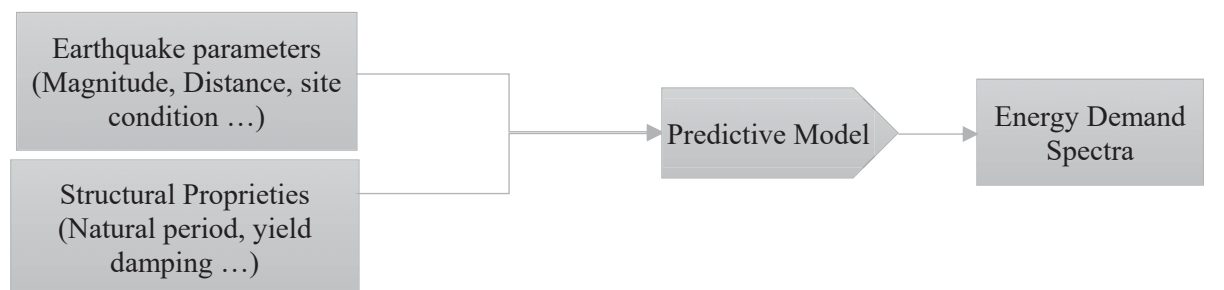 Earthquake parameters
(Magnitude, Distance, site
condition …)
Structural Proprieties
(Natural period, yield
damping …)
Predictive Model
Energy Demand
Spectra